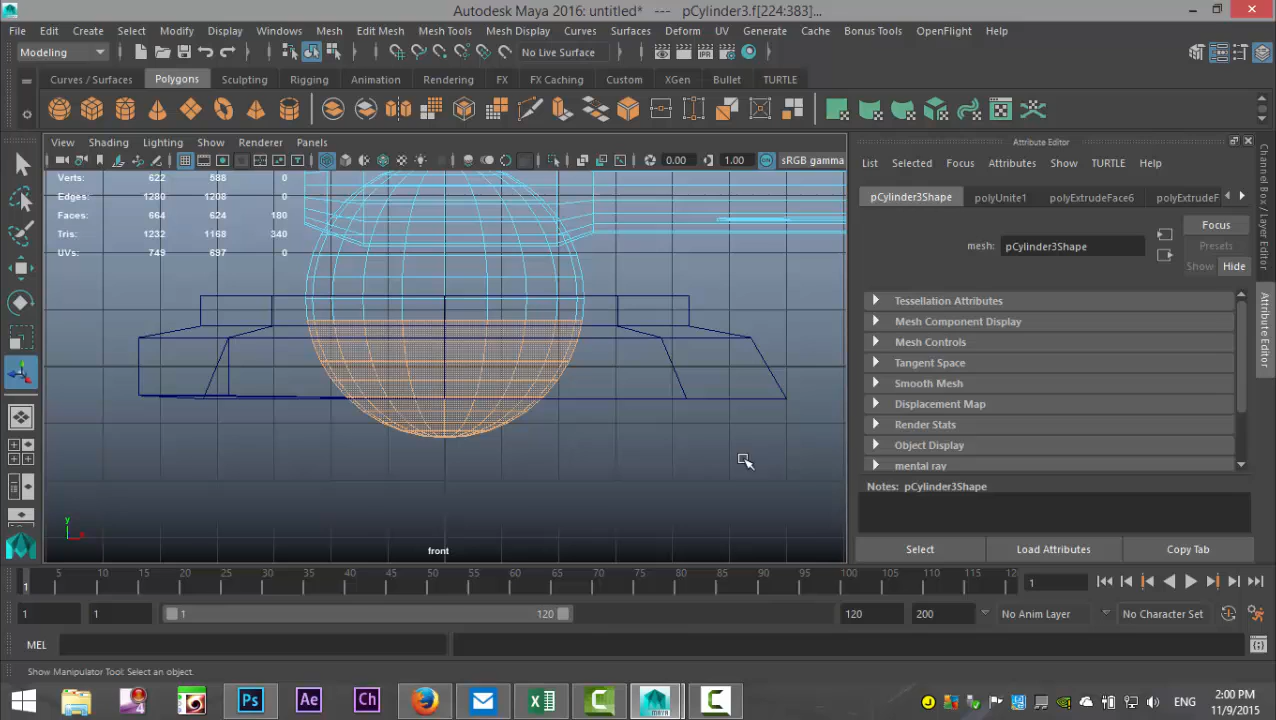 Autodesk Maya 2016: untitled* --- pCylinder3.f[224:383]...
File Edit Create Select Modify Display Windows Mesh Edit Mesh Mesh Tools Mesh Display Curves Surfaces Deform UV Generate Cache Bonus Tools OpenFlight Help
Modeling No Live Surface
Curves / Surfaces Polygons Sculpting Rigging Animation Rendering FX FX Caching Custom XGen Bullet TURTLE
View Shading Lighting Show Renderer Panels
0.00 1.00 sRGB gamma
Verts: 622 588 0
Edges: 1280 1208 0
Faces: 664 624 180
Tris: 1232 1168 340
UVs: 749 697 0
front
Attribute Editor
List Selected Focus Attributes Show TURTLE Help
pCylinder3Shape polyUnite1 polyExtrudeFace6 polyExtrudeF
Focus
Presets
mesh: pCylinder3Shape
Show Hide
Tessellation Attributes
Mesh Component Display
Mesh Controls
Tangent Space
Smooth Mesh
Displacement Map
Render Stats
Object Display
mental ray
Notes: pCylinder3Shape
Select Load Attributes Copy Tab
Channel Box / Layer Editor
Attribute Editor
5 10 15 20 25 30 35 40 45 50 55 60 65 70 75 80 85 90 95 100 105 110 115 120
1 1
1 1 1 120 120 200 No Anim Layer No Character Set
MEL
Show Manipulator Tool: Select an object.
Ps Ae Ch
ENG
2:00 PM
11/9/2015